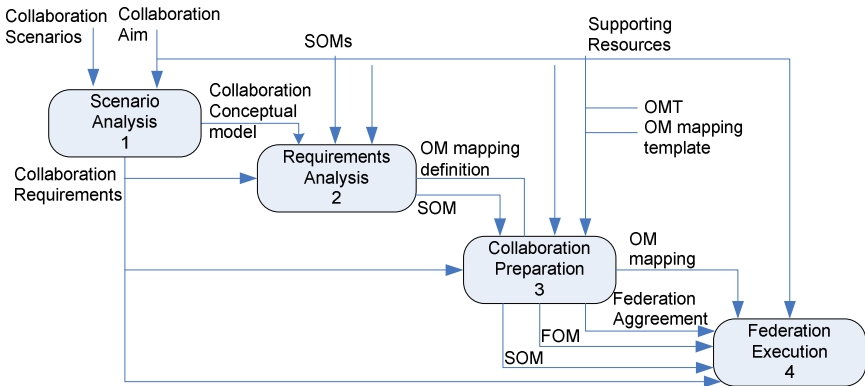 Collaboration
Scenarios
Collaboration
Aim
SOMs
Supporting
Resources
Scenario
Analysis
1
Collaboration
Conceptual
model
OMT
OM mapping
template
Collaboration
Requirements
Requirements
Analysis
2
OM mapping
definition
SOM
Collaboration
Preparation
3
OM
mapping
Federation
Aggreement
FOM
SOM
Federation
Execution
4